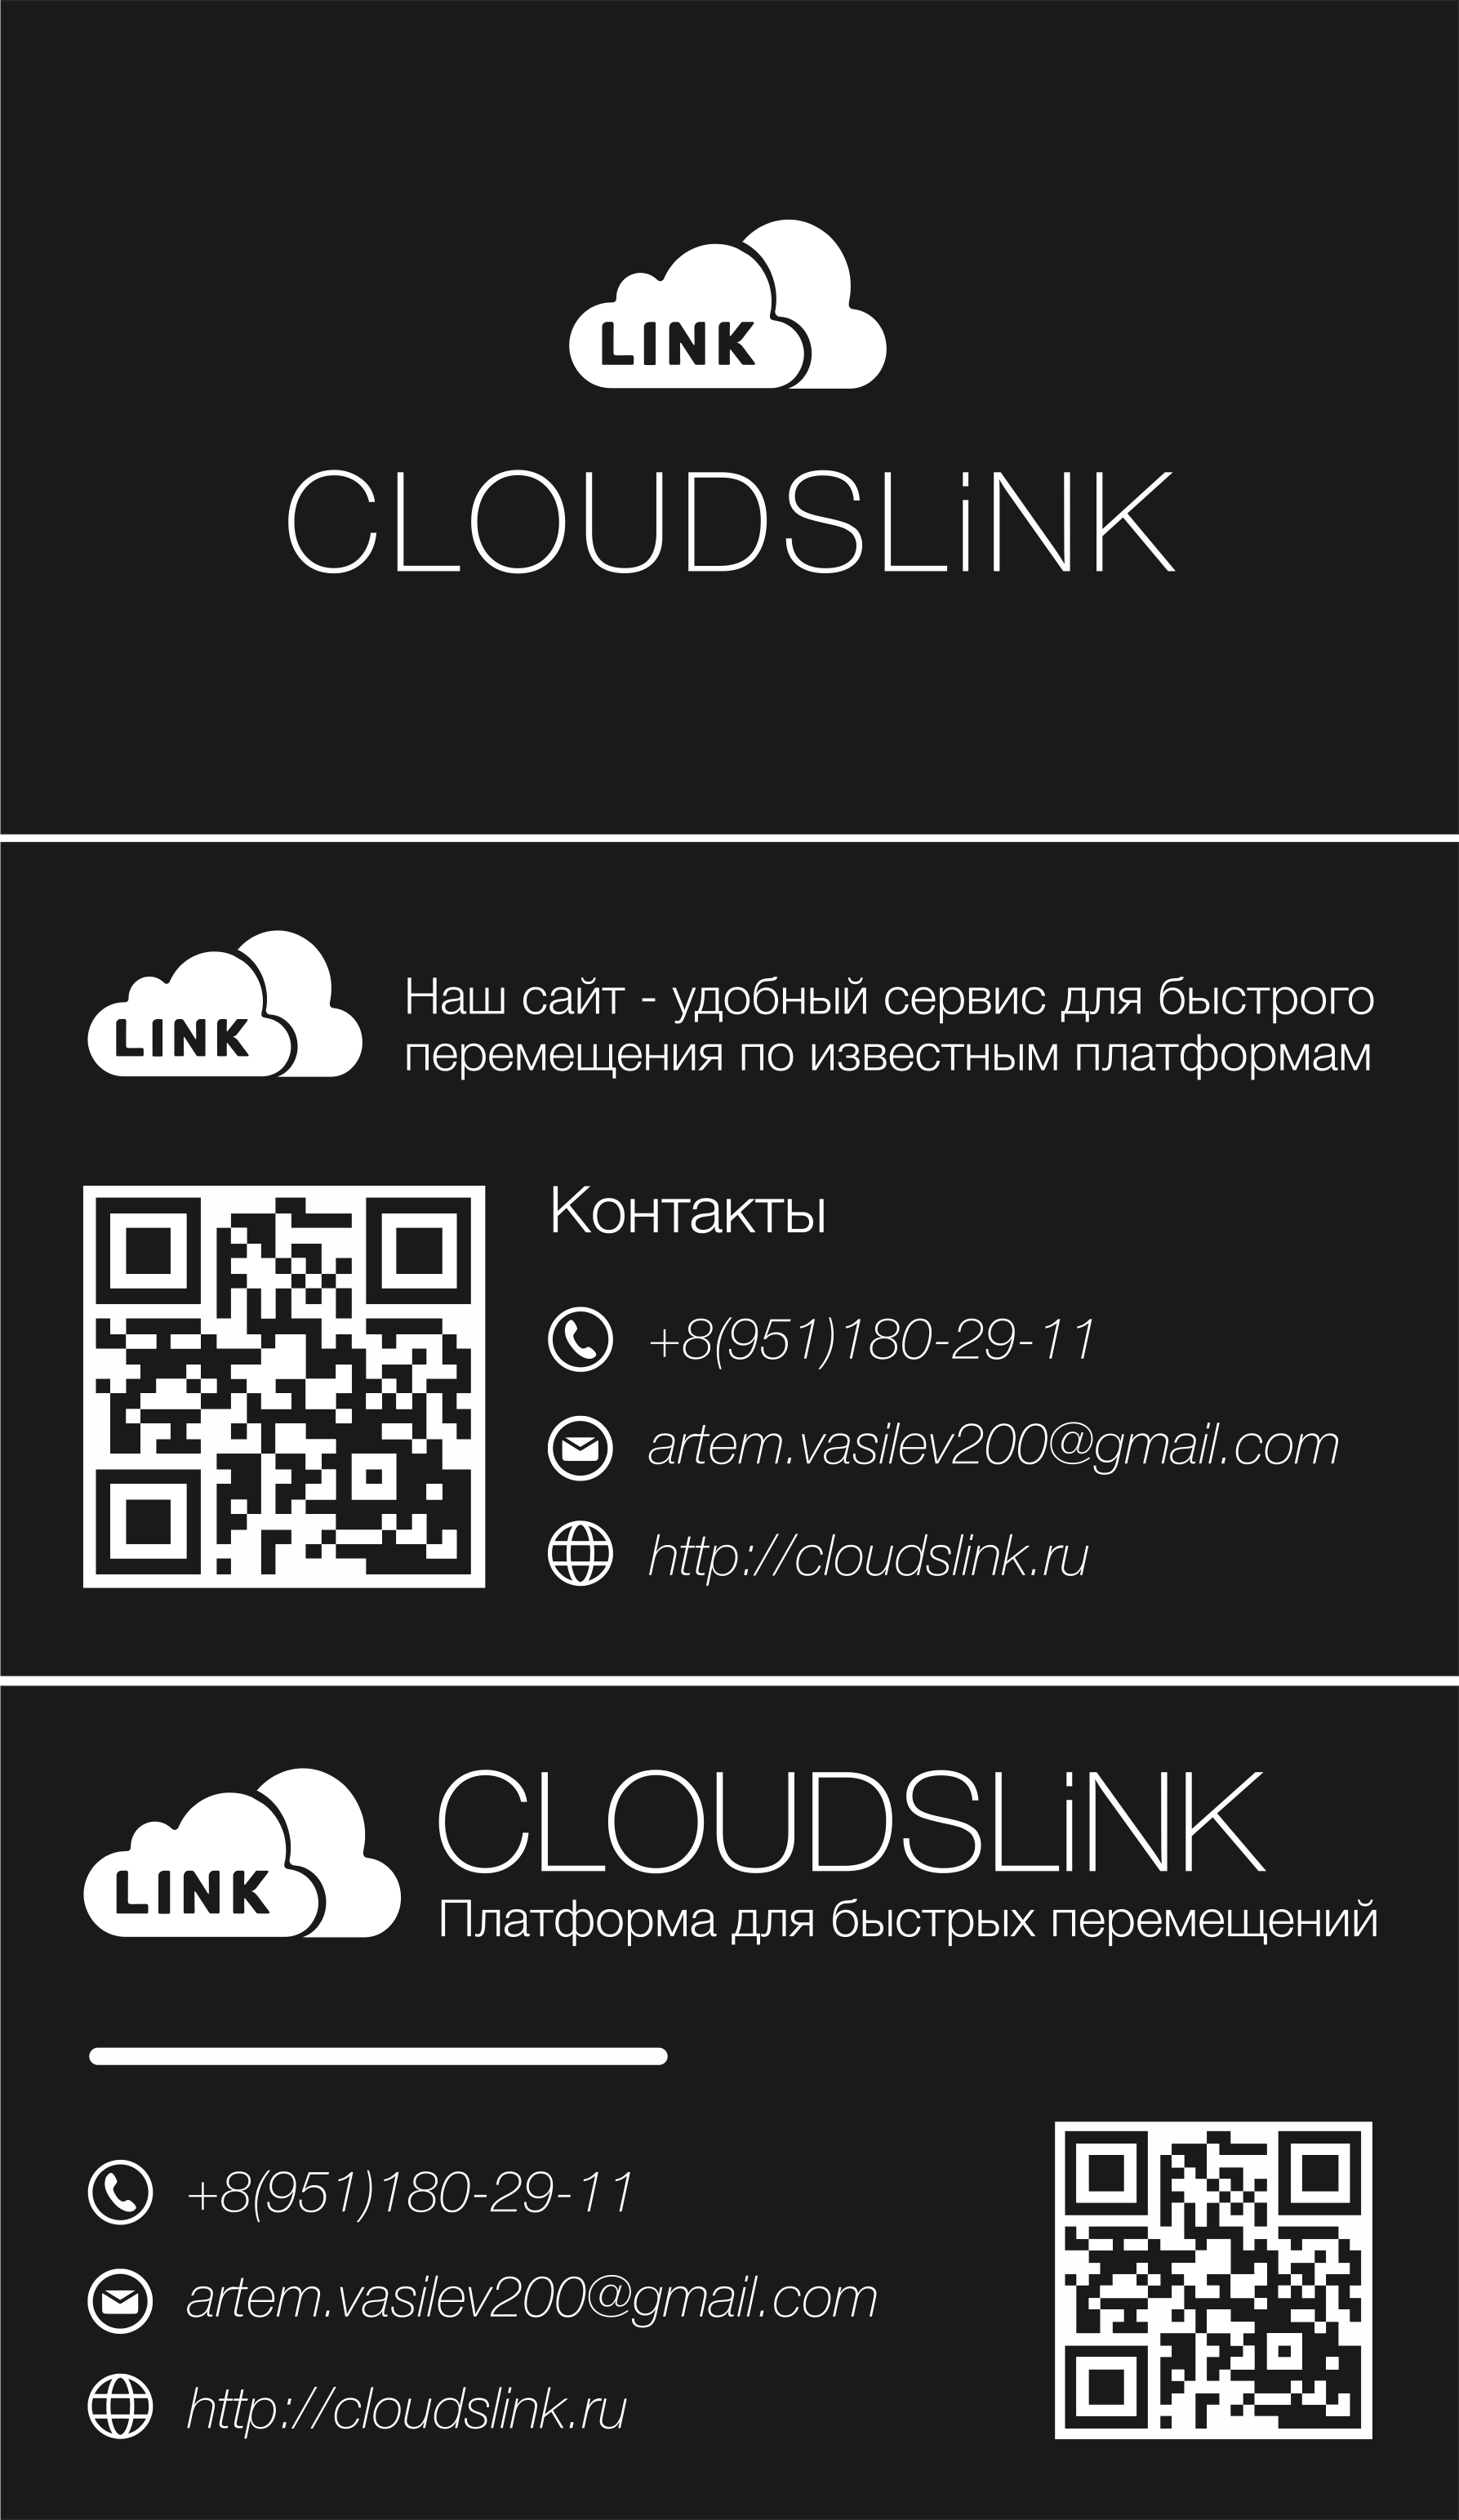 LINK
CLOUDSLiNK
LINK
Наш сайт - удобный сервис, для быстрого
перемещения по известным платформам
Контакты
+8(951)180-29-11
artem.vasilev200@gmail.com
http://cloudslink.ru
CLOUDSLiNK
LINK
Платформа для быстрых перемещений
+8(951)180-29-11
artem.vasilev200@gmail.com
http://cloudslink.ru